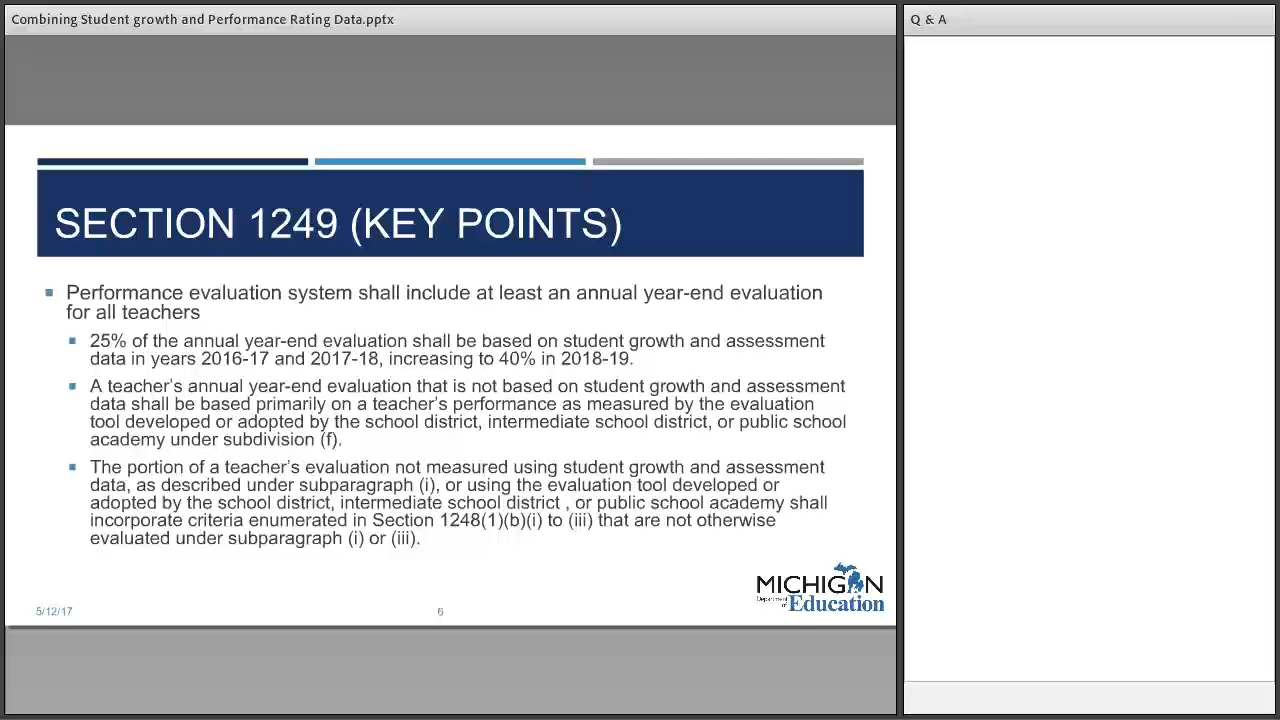 Combining Student growth and Performance Rating Data.pptx
Q & A
SECTION 1249 (KEY POINTS)
Performance evaluation system shall include at least an annual year-end evaluation
for all teachers
25% of the annual year-end evaluation shall be based on student growth and assessment
data in years 2016-17 and 2017-18, increasing to 40% in 2018-19.
A teacher's annual year-end evaluation that is not based on student growth and assessment
data shall be based primarily on a teacher's performance as measured by the evaluation
tool developed or adopted by the school district, intermediate school district, or public school
academy under subdivision (f).
The portion of a teacher's evaluation not measured using student growth and assessment
data, as described under subparagraph (i), or using the evaluation tool developed or
adopted by the school district, intermediate school district , or public school academy shall
incorporate criteria enumerated in Section 1248(1)(b)(i) to (iii) that are not otherwise
evaluated under subparagraph (i) or (iii).
MICHIGAN
Department of Education
5/12/17
6